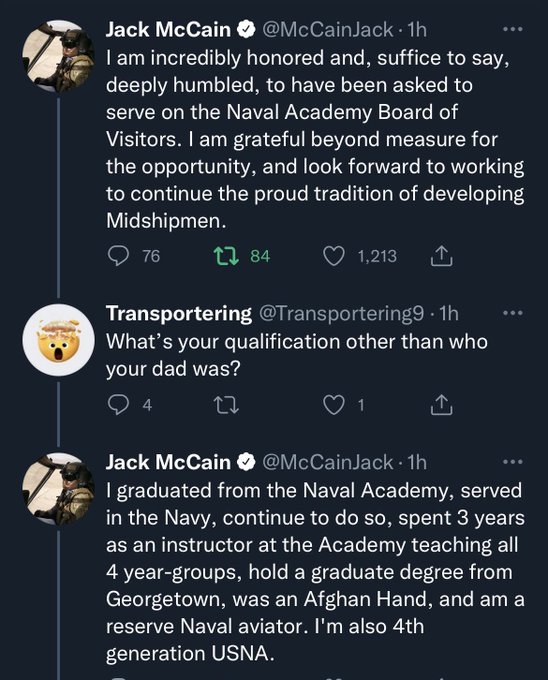 Jack McCain @McCainJack · 1h
I am incredibly honored and, suffice to say,
deeply humbled, to have been asked to
serve on the Naval Academy Board of
Visitors. I am grateful beyond measure for
the opportunity, and look forward to working
to continue the proud tradition of developing
Midshipmen.
76 84 1,213
Transportering @Transportering9 · 1h
What's your qualification other than who
your dad was?
4 1
Jack McCain @McCainJack · 1h
I graduated from the Naval Academy, served
in the Navy, continue to do so, spent 3 years
as an instructor at the Academy teaching all
4 year-groups, hold a graduate degree from
Georgetown, was an Afghan Hand, and am a
reserve Naval aviator. I'm also 4th
generation USNA.